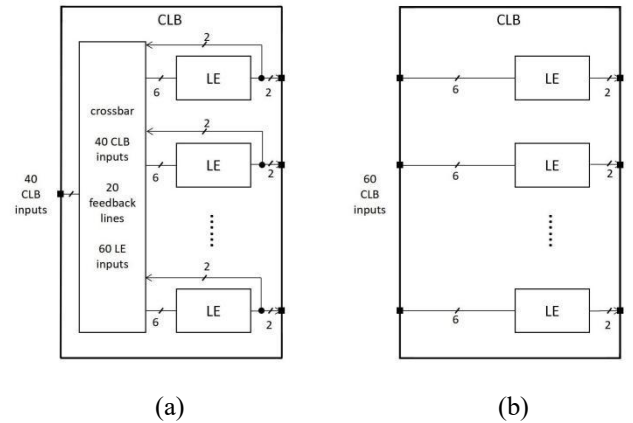 CLB
2
LE
6
2
crossbar
40 CLB
inputs
20
feedback
lines
60 LE
inputs
2
LE
6
2
40
CLB
inputs
2
LE
6
2
(a)
CLB
LE
6
2
LE
6
2
60
CLB
inputs
LE
6
2
(b)